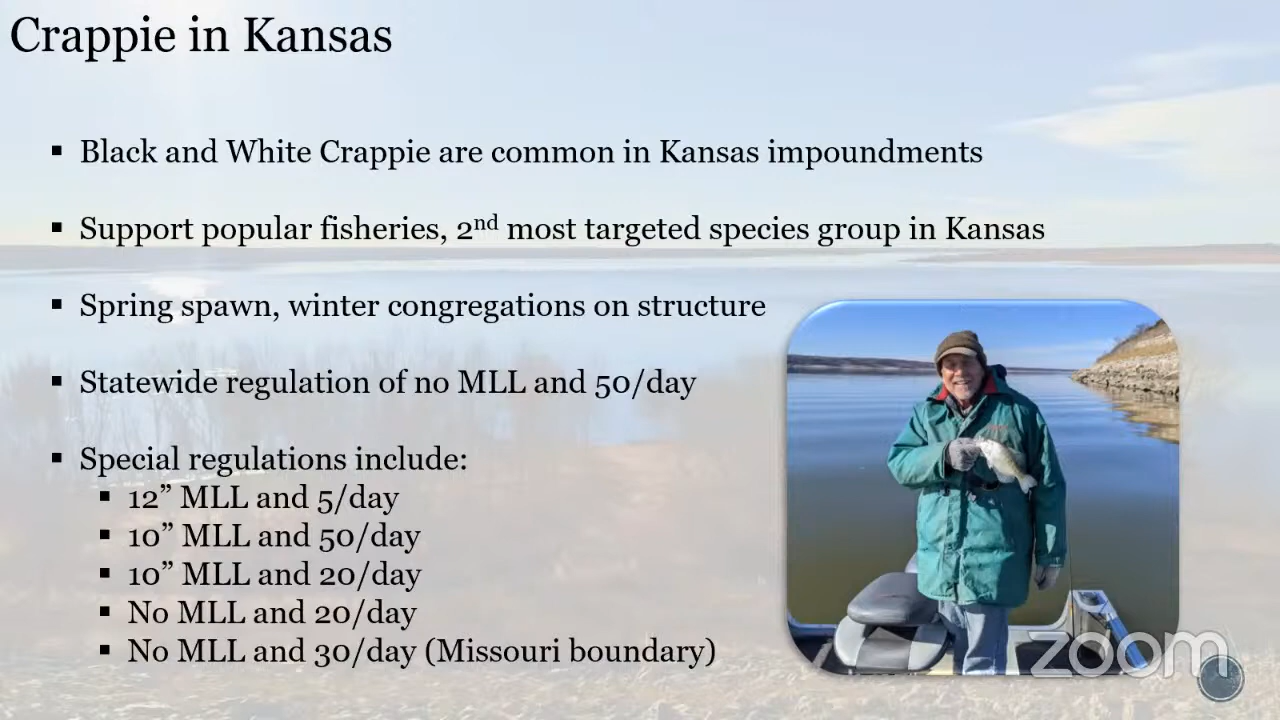 Crappie in Kansas
▪ Black and White Crappie are common in Kansas impoundments
▪ Support popular fisheries, 2nd most targeted species group in Kansas
▪ Spring spawn, winter congregations on structure
▪ Statewide regulation of no MLL and 50/day
▪ Special regulations include:
▪ 12” MLL and 5/day
▪ 10” MLL and 50/day
▪ 10” MLL and 20/day
▪ No MLL and 20/day
▪ No MLL and 30/day (Missouri boundary)
zoom